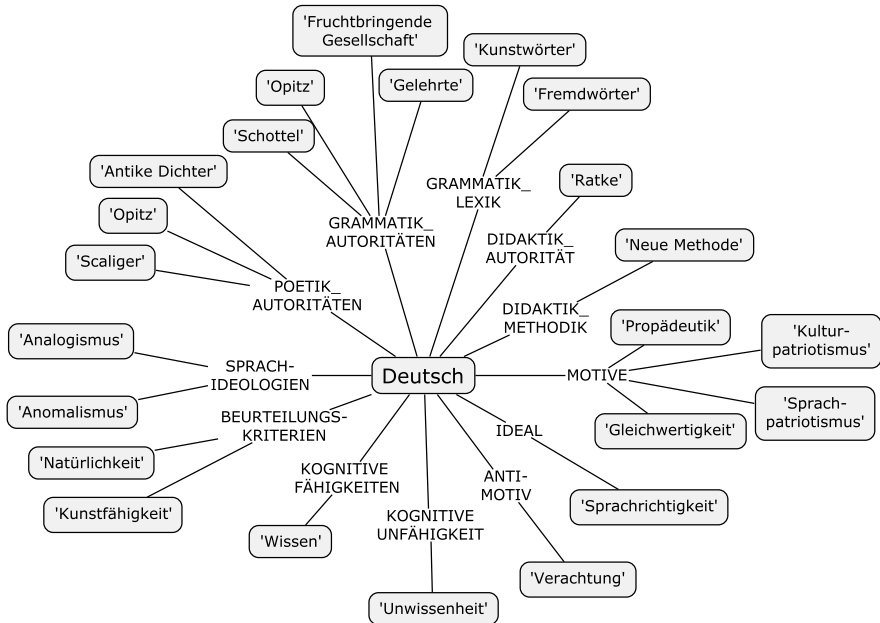 'Fruchtbringende
Gesellschaft'
'Kunstwörter'
'Opitz'
'Gelehrte'
'Fremdwörter'
'Schottel'
'Antike Dichter'
'Ratke'
GRAMMATIK_
LEXIK
'Opitz'
GRAMMATIK_
AUTORITÄTEN
DIDAKTIK_
AUTORITÄT
'Neue Methode'
'Scaliger'
POETIK_
AUTORITÄTEN
DIDAKTIK_
METHODIK
'Propädeutik'
'Kultur-
patriotismus'
'Analogismus'
SPRACH-
IDEOLOGIEN
Deutsch
MOTIVE
'Anomalismus'
'Sprach-
patriotismus'
BEURTEILUNGS-
KRITERIEN
IDEAL
'Gleichwertigkeit'
'Natürlichkeit'
KOGNITIVE
FÄHIGKEITEN
ANTI-
MOTIV
'Kunstfähigkeit'
'Sprachrichtigkeit'
KOGNITIVE
UNFÄHIGKEIT
'Wissen'
'Verachtung'
'Unwissenheit'